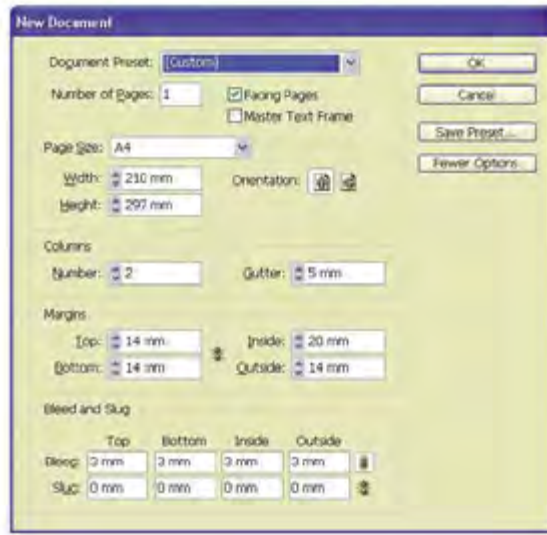 New Document
Document Preset: [Custom]
OK
Number of Pages: 1
Facing Pages
Cancel
Master Text Frame
Save Preset...
Page Size: A4
Fewer Options
Width: 210 mm
Orientation:
Height: 297 mm
Columns
Number: 2
Gutter: 5 mm
Margins
Top: 14 mm
Inside: 20 mm
Bottom: 14 mm
Outside: 14 mm
Bleed and Slug
Top Bottom Inside Outside
Bleed: 3 mm 3 mm 3 mm 3 mm
Slug: 0 mm 0 mm 0 mm 0 mm